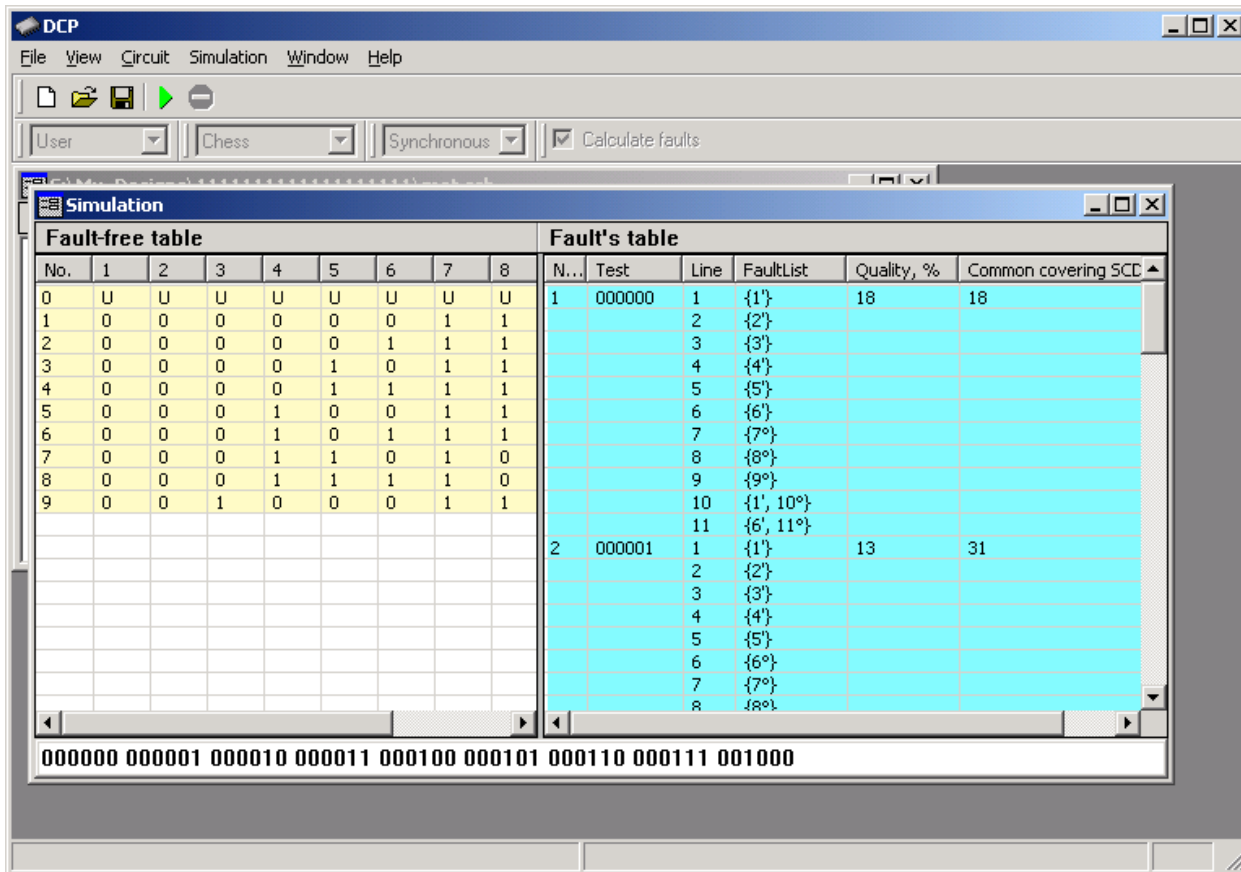 DCP
File View Circuit Simulation Window Help
User Chess Synchronous Calculate faults
Simulation
Fault-free table Fault's table
No. 1 2 3 4 5 6 7 8 N... Test Line FaultList Quality, % Common covering SCD
0 U U U U U U U U 1 000000 1 {1'} 18 18
1 0 0 0 0 0 0 1 1 2 {2'}
2 0 0 0 0 0 1 1 1 3 {3'}
3 0 0 0 0 1 0 1 1 4 {4'}
4 0 0 0 0 1 1 1 1 5 {5'}
5 0 0 0 1 0 0 1 1 6 {6'}
6 0 0 0 1 0 1 1 1 7 {7°}
7 0 0 0 1 1 0 1 0 8 {8°}
8 0 0 0 1 1 1 1 0 9 {9°}
9 0 0 1 0 0 0 1 1 10 {1', 10°}
11 {6', 11°}
2 000001 1 {1'} 13 31
2 {2'}
3 {3'}
4 {4'}
5 {5'}
6 {6°}
7 {7°}
8 {8°}
000000 000001 000010 000011 000100 000101 000110 000111 001000